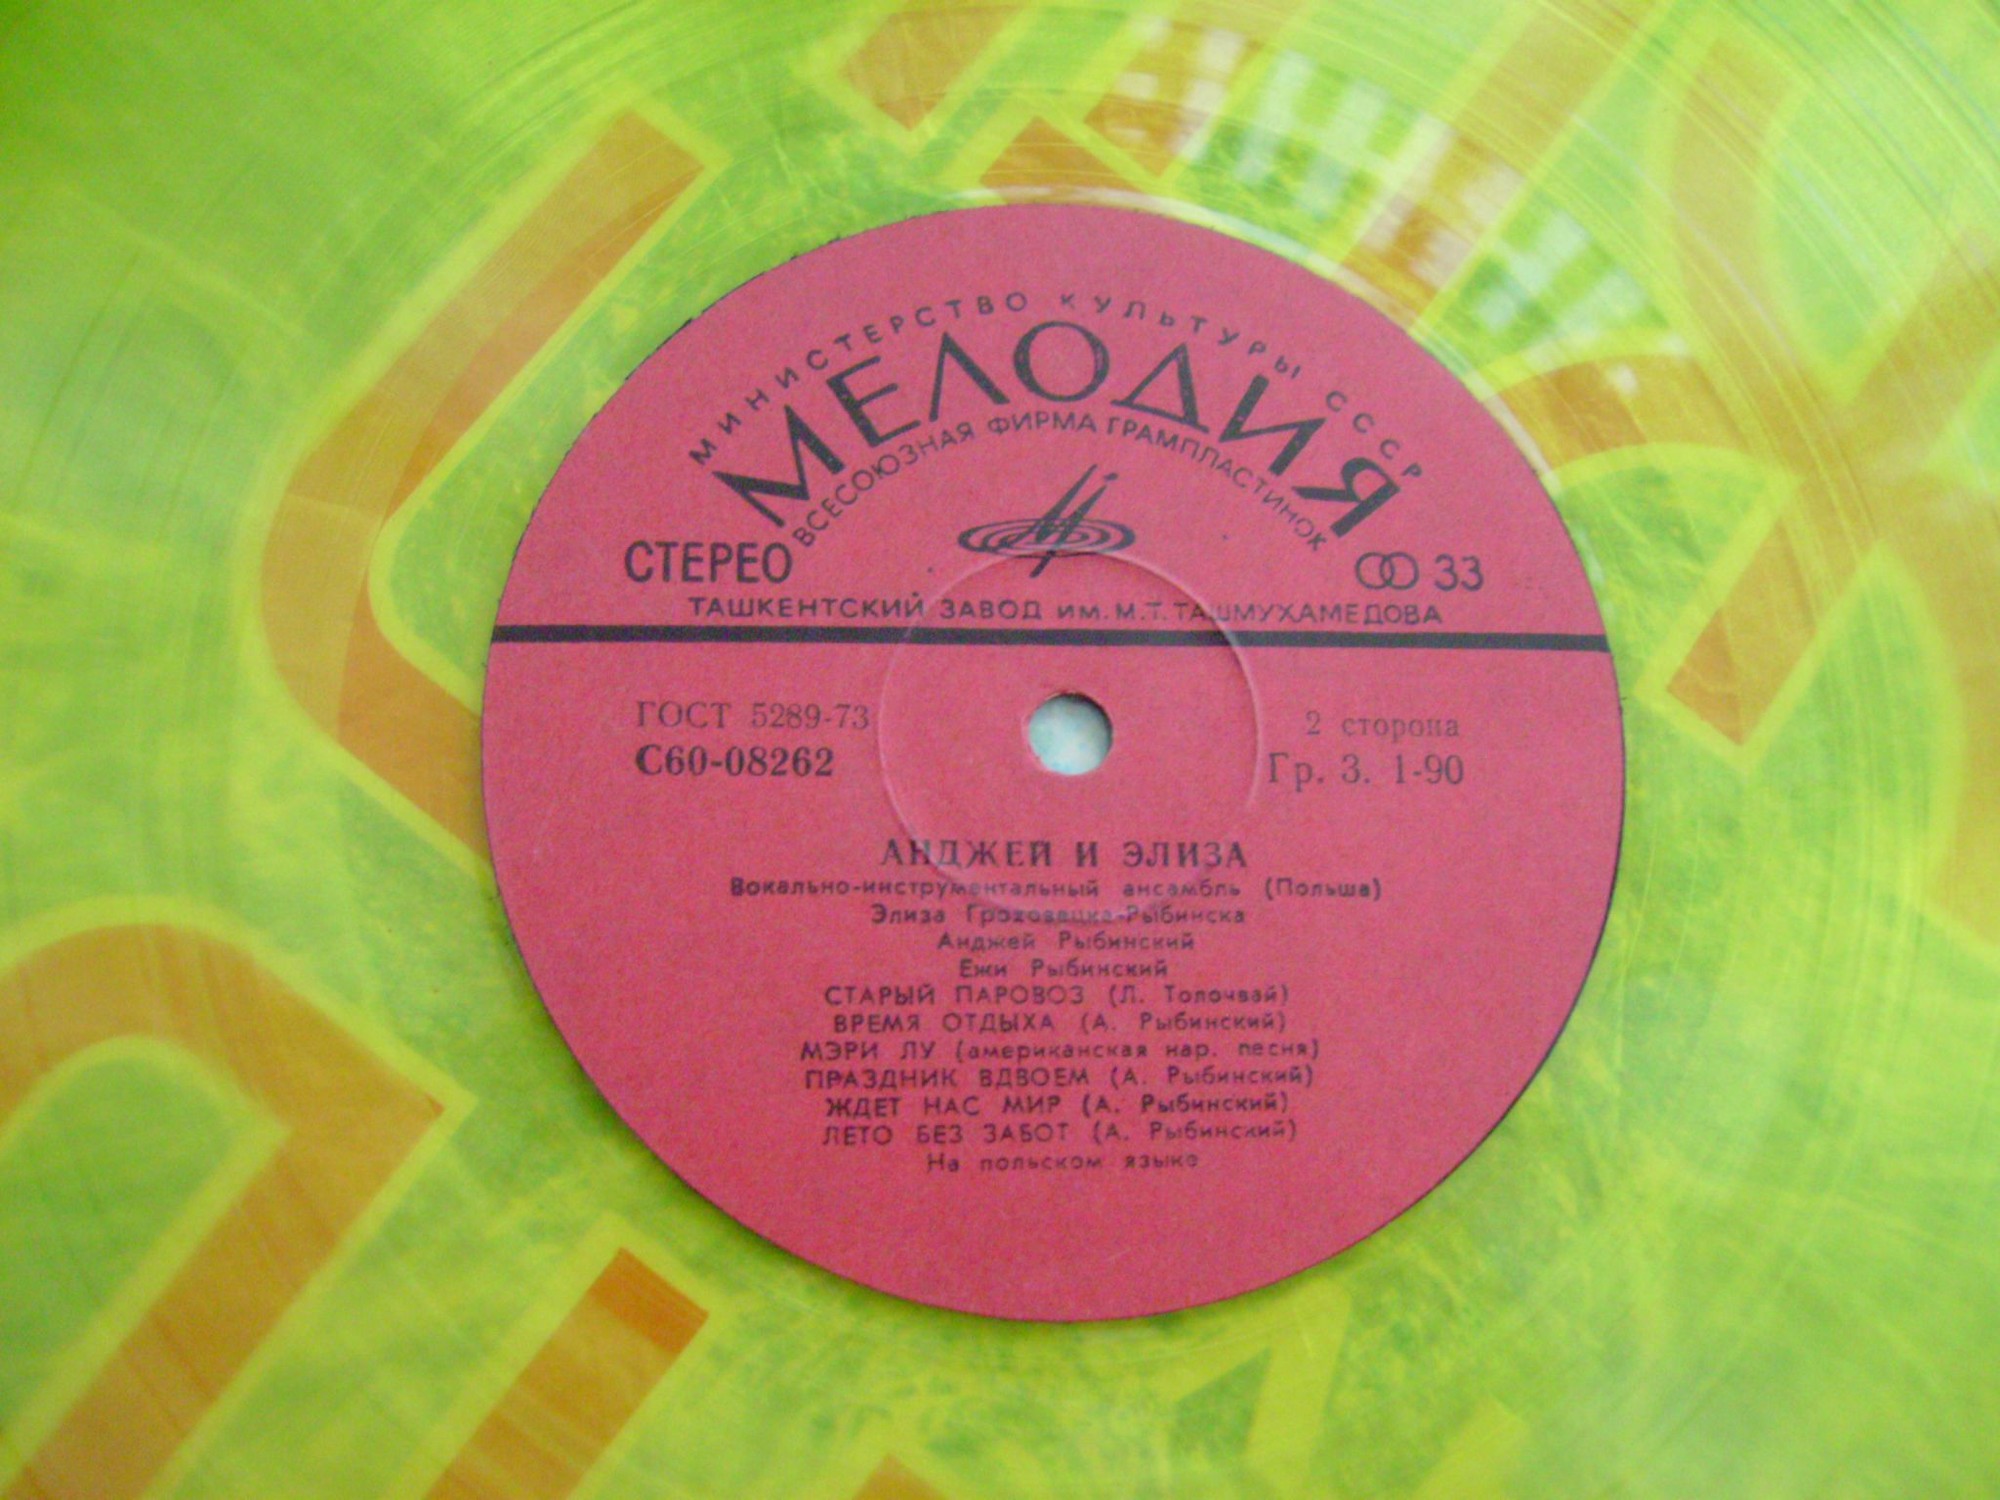 МИНИСТЕРСТВО КУЛЬТУРЫ СССР
МЕЛОДИЯ
ВСЕСОЮЗНАЯ ФИРМА ГРАМПЛАСТИНОК
СТЕРЕО 33
ТАШКЕНТСКИЙ ЗАВОД ИМ. М.Т. ТАШМУХАМЕДОВА
ГОСТ 5289-73 2 сторона
С60-08262 Гр. 3. 1-90
АНДЖЕЙ И ЭЛИЗА
Вокально-инструментальный ансамбль (Польша)
Элиза Гроховецка-Рыбинска
Анджей Рыбинский
Ежи Рыбинский
СТАРЫЙ ПАРОВОЗ (Л. Толочвай)
ВРЕМЯ ОТДЫХА (А. Рыбинский)
МЭРИ ЛУ (американская нар. песня)
ПРАЗДНИК ВДВОЕМ (А. Рыбинский)
ЖДЕТ НАС МИР (А. Рыбинский)
ЛЕТО БЕЗ ЗАБОТ (А. Рыбинский)
На польском языке